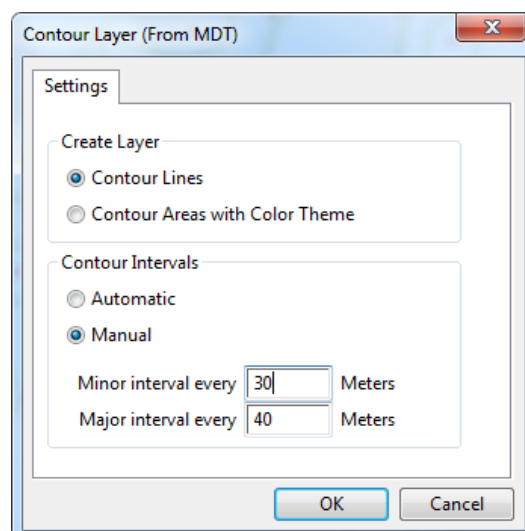 Contour Layer (From MDT)
Settings
Create Layer
Contour Lines
Contour Areas with Color Theme
Contour Intervals
Automatic
Manual
Minor interval every 30 Meters
Major interval every 40 Meters
OK Cancel